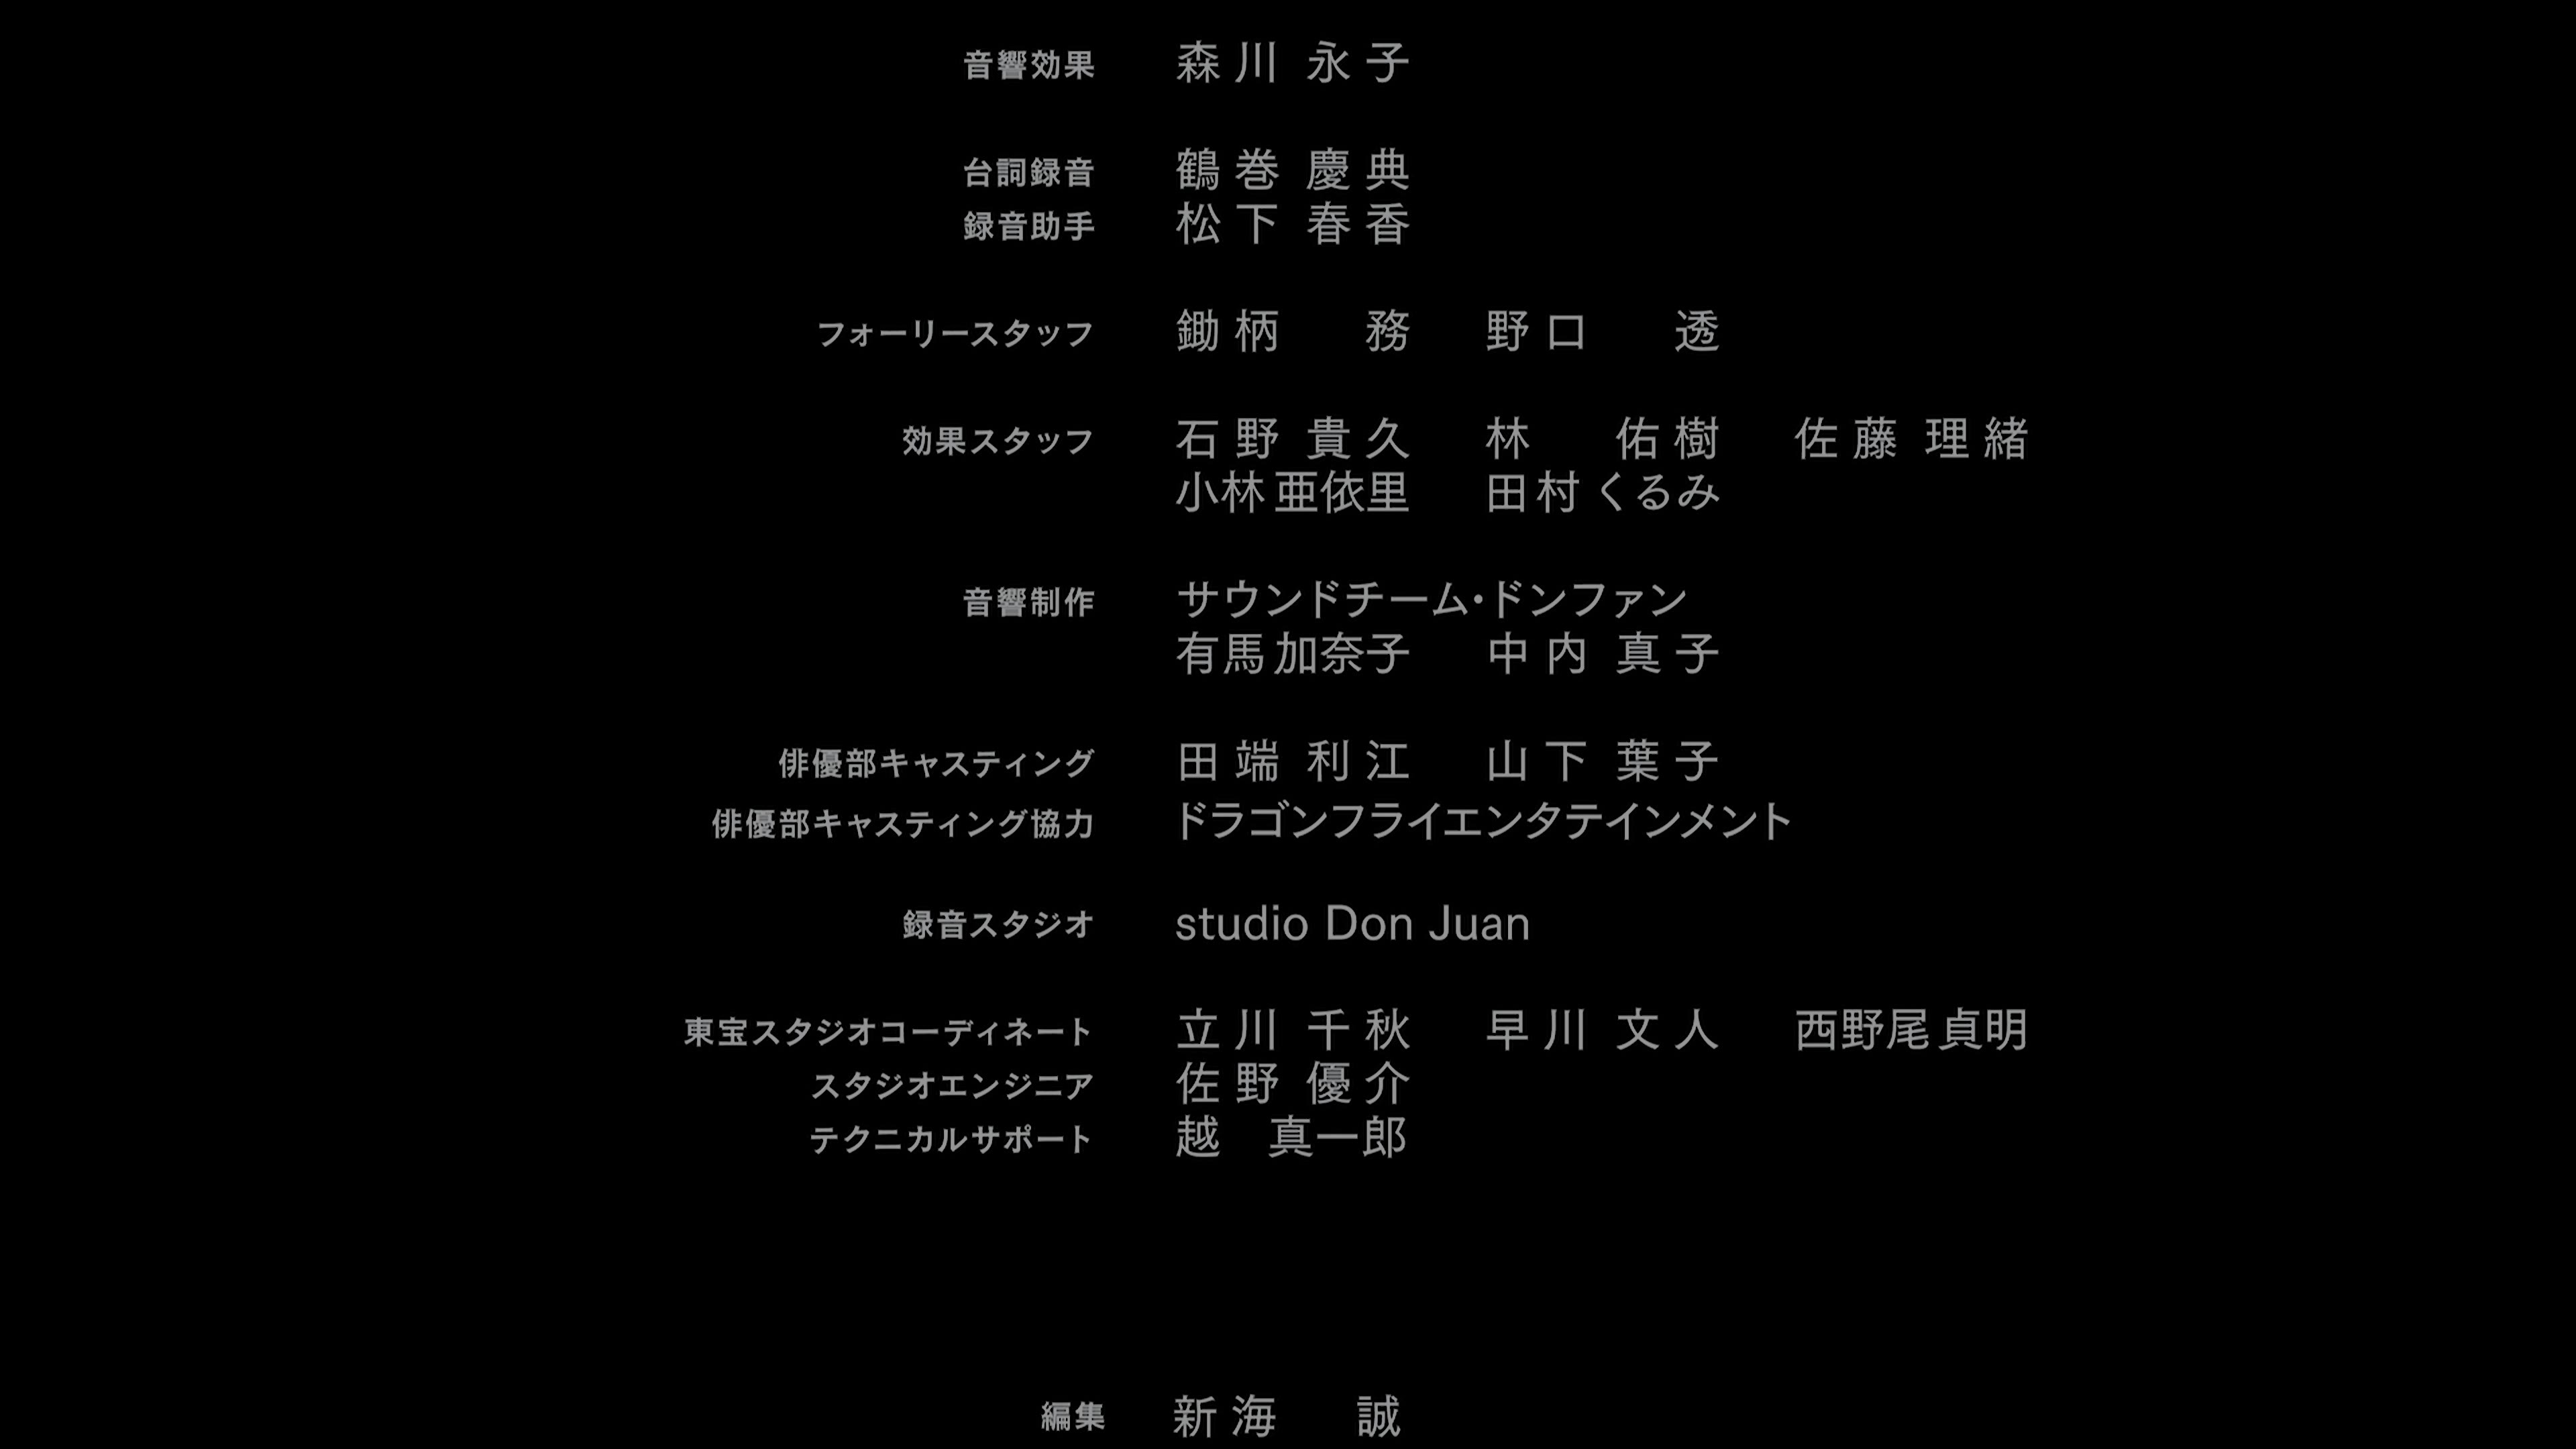 音響効果 森川 永子
台詞録音 鶴巻 慶典
録音助手 松下 春香
フォーリースタッフ 鋤柄 務 野口 透
効果スタッフ 石野 貴久 林 佑樹 佐藤 理緒
小林 亜依里 田村 くるみ
音響制作 サウンドチーム・ドンファン
有馬 加奈子 中内 真子
俳優部キャスティング 田端 利江 山下 葉子
俳優部キャスティング協力 ドラゴンフライエンタテインメント
録音スタジオ studio Don Juan
東宝スタジオコーディネート 立川 千秋 早川 文人 西野尾 貞明
スタジオエンジニア 佐野 優介
テクニカルサポート 越 真一郎
編集 新海 誠